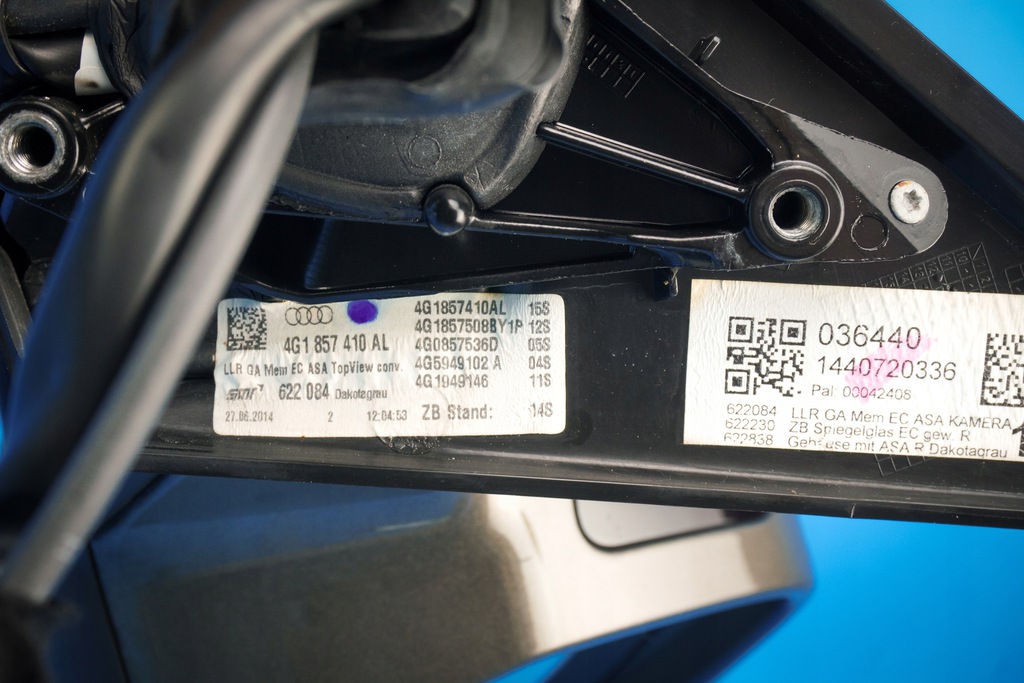 4G1 857 410 AL
LLR GA Mem EC ASA TopView conv.
622 084 Dakotagrau
27.06.2014 2 12:04:53
4G1857410AL 15S
4G1857508BY1P 12S
4G0857536D 05S
4G5949102 A 04S
4G1949146 11S
ZB Stand: 14S
036440
1440720336
Pal: 00042408
622084 LLR GA Mem EC ASA KAMERA
622230 ZB Spiegelglas EC gew. R
622838 Gehäuse mit ASA R Dakotagrau